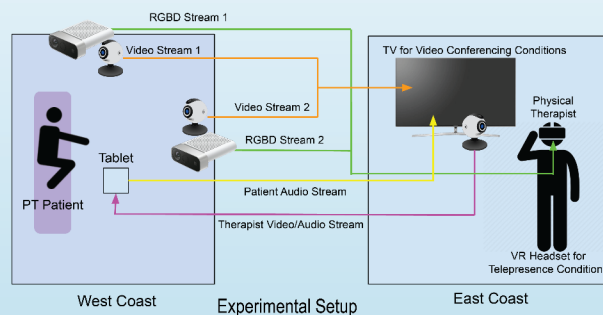 RGBD Stream 1
Video Stream 1
TV for Video Conferencing Conditions
Video Stream 2
Physical
Therapist
RGBD Stream 2
Tablet
Patient Audio Stream
PT Patient
Therapist Video/Audio Stream
VR Headset for
Telepresence Condition
West Coast
Experimental Setup
East Coast